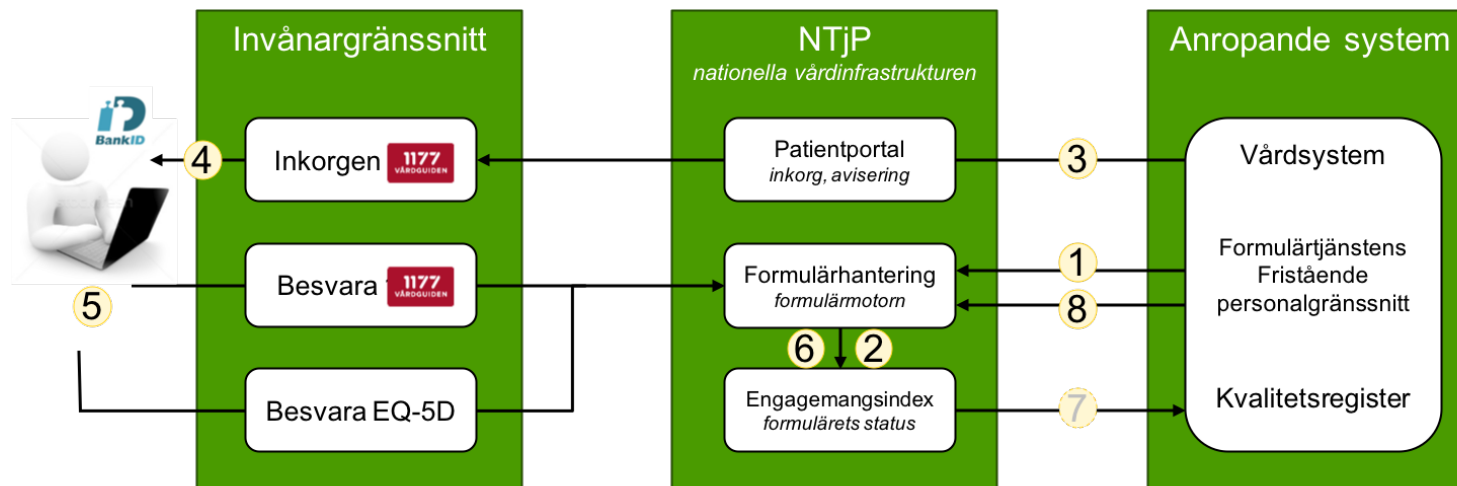 Invånargränssnitt
NTjP
nationella vårdinfrastrukturen
Anropande system
BankID
4
Inkorgen
1177
VÅRDGUIDEN
Patientportal
inkorg, avisering
3
Vårdsystem
5
Besvara
1177
VÅRDGUIDEN
Formulärhantering
formulärmotorn
1
8
Formulärtjänstens
Fristående
personalgränssnitt
6
2
Besvara EQ-5D
Engagemangsindex
formulärets status
7
Kvalitetsregister